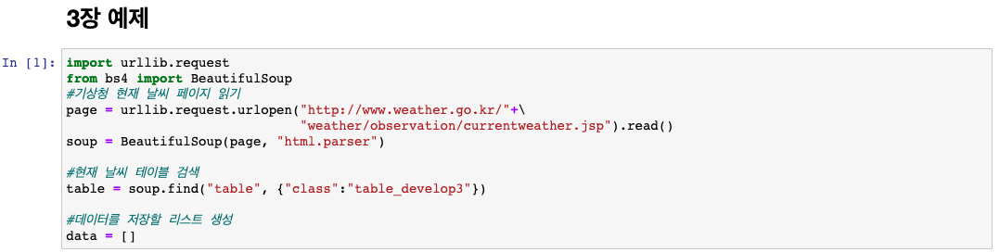 3장 예제
In [1]: import urllib.request
from bs4 import BeautifulSoup
#기상청 현재 날씨 페이지 읽기
page = urllib.request.urlopen("http://www.weather.go.kr/"+\
"weather/observation/currentweather.jsp").read()
soup = BeautifulSoup(page, "html.parser")
#현재 날씨 테이블 검색
table = soup.find("table", {"class":"table_develop3"})
#데이터를 저장할 리스트 생성
data = []